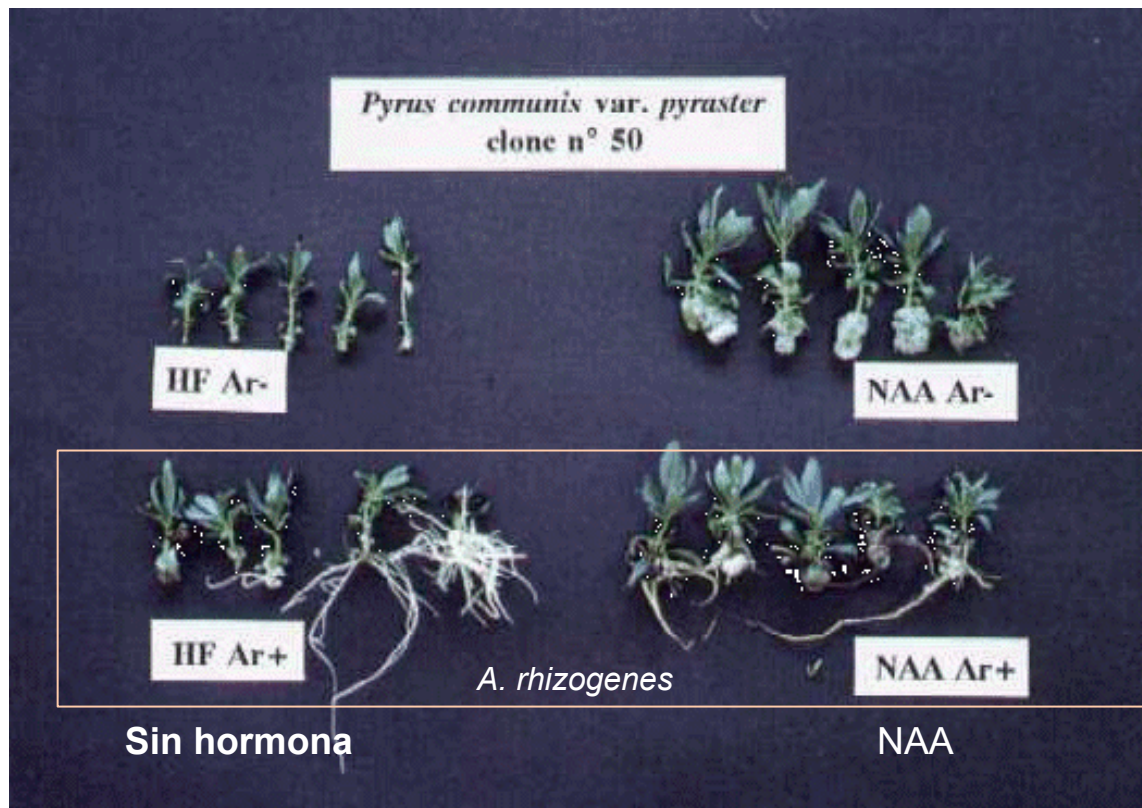 Pyrus communis var. pyraster
clone n° 50
HF Ar-
NAA Ar-
HF Ar+
NAA Ar+
A. rhizogenes
Sin hormona
NAA